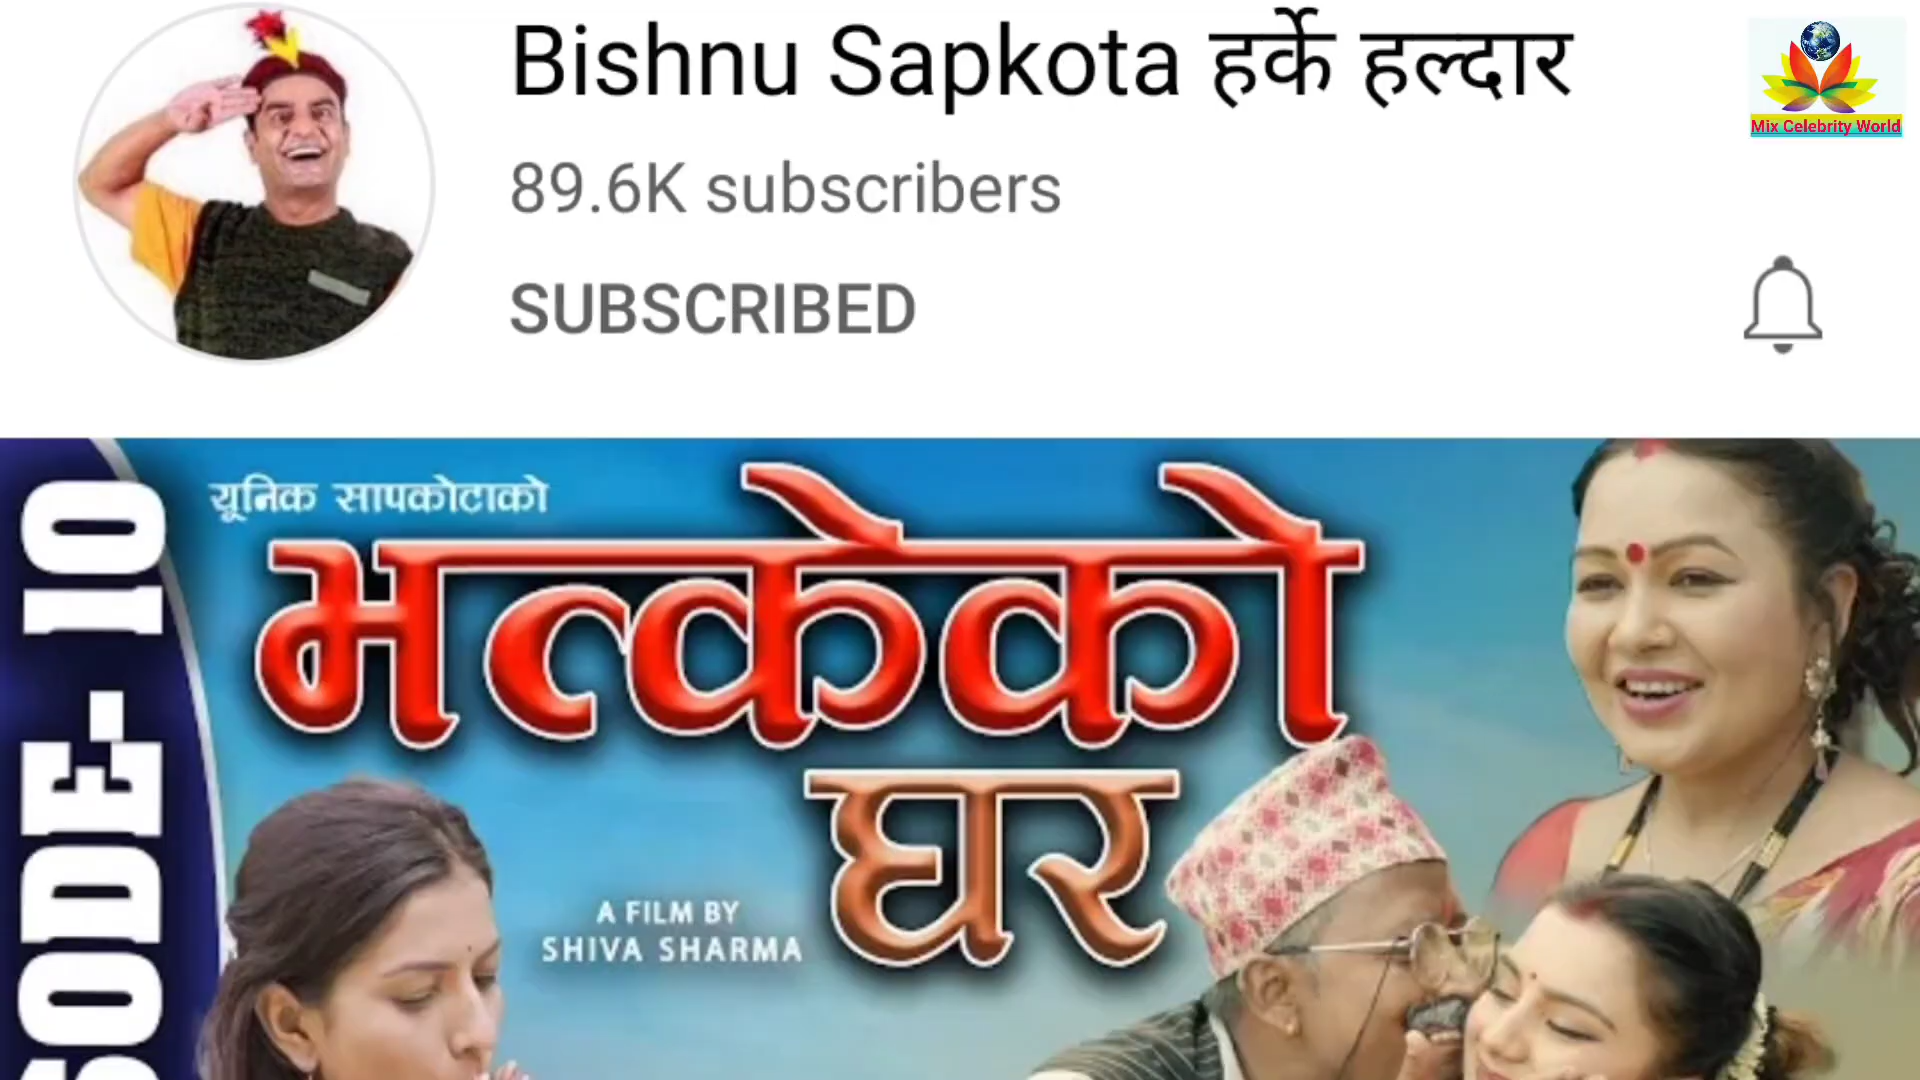 Bishnu Sapkota हर्के हल्दार
Mix Celebrity World
89.6K subscribers
SUBSCRIBED
यूनिक सापकोटाको
भत्केको
घर
A FILM BY
SHIVA SHARMA
SODE- 10